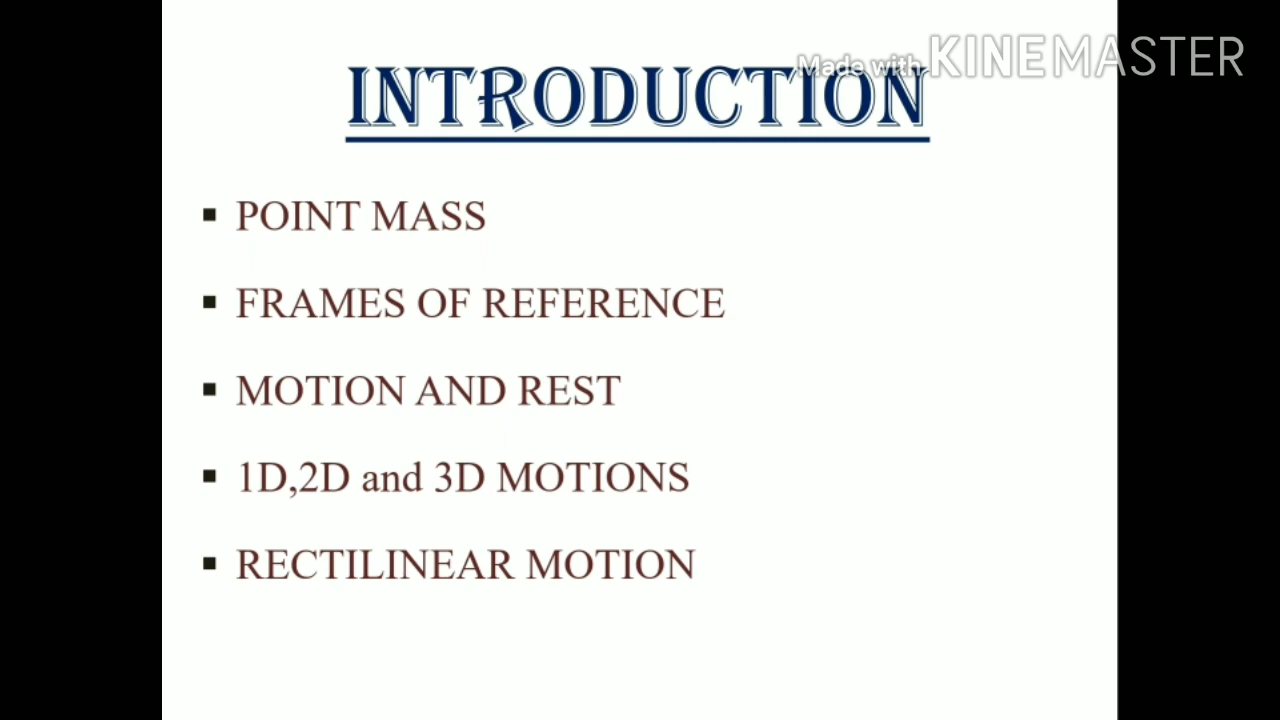 Made with KINEMASTER
INTRODUCTION
▪ POINT MASS
▪ FRAMES OF REFERENCE
▪ MOTION AND REST
▪ 1D,2D and 3D MOTIONS
▪ RECTILINEAR MOTION